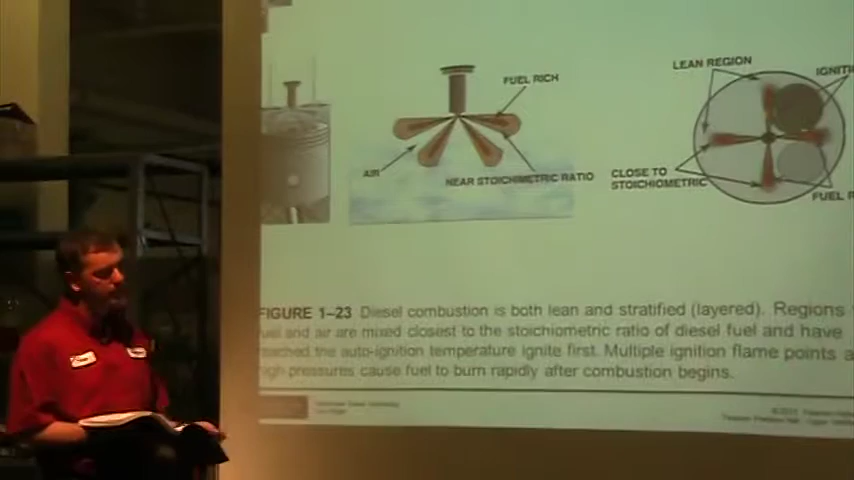 FUEL RICH
AIR
NEAR STOICHIOMETRIC RATIO
LEAN REGION
CLOSE TO
STOICHIOMETRIC
FUEL
FIGURE 1–23 Diesel combustion is both lean and stratified (layered). Regions
fuel and air are mixed closest to the stoichiometric ratio of diesel fuel and have
reached the auto-ignition temperature ignite first. Multiple ignition flame points
high pressures cause fuel to burn rapidly after combustion begins.